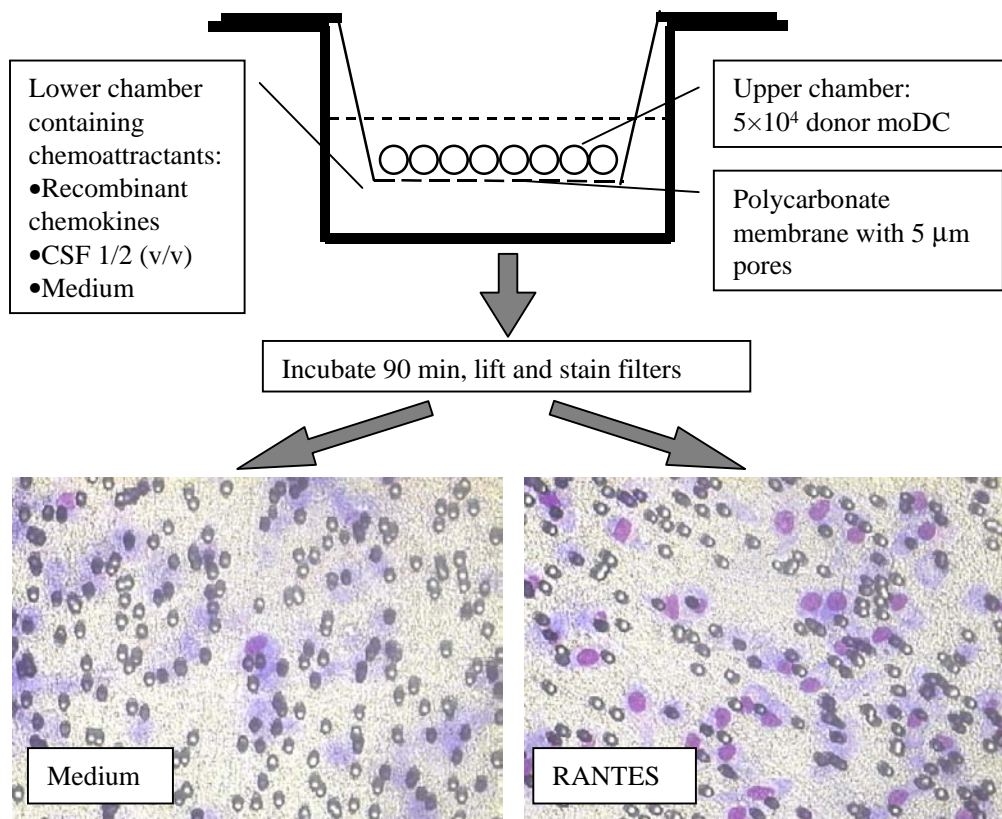 Lower chamber
containing
chemoattractants:
•Recombinant
chemokines
•CSF 1/2 (v/v)
•Medium
Upper chamber:
5×10⁴ donor moDC
Polycarbonate
membrane with 5 μm
pores
Incubate 90 min, lift and stain filters
Medium
RANTES